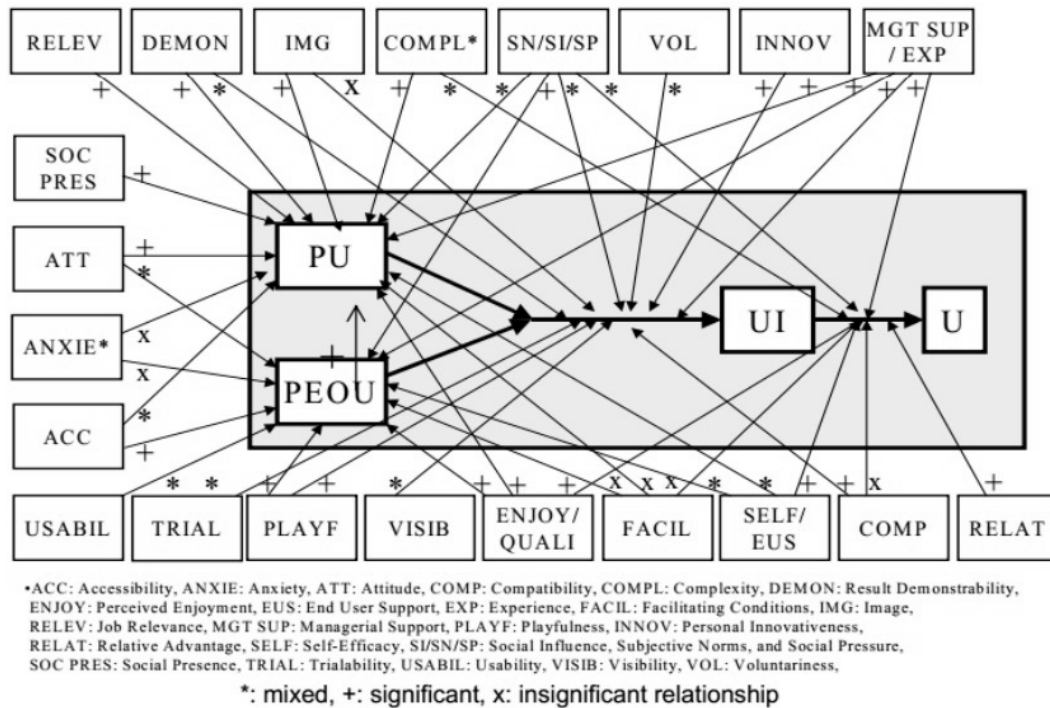 RELEV DEMON IMG COMPL* SN/SI/SP VOL INNOV MGT SUP
/ EXP
+ + * + x + * * + * * * + + + + +
SOC
PRES
+
ATT
+
*
PU
ANXIE*
x
x
+
UI
U
PEOU
ACC
*
+
* * + + * + + + x x x * * + + x +
USABIL TRIAL PLAYF VISIB ENJOY/
QUALI FACIL SELF/
EUS COMP RELAT
•ACC: Accessibility, ANXIE: Anxiety, ATT: Attitude, COMP: Compatibility, COMPL: Complexity, DEMON: Result Demonstrability,
ENJOY: Perceived Enjoyment, EUS: End User Support, EXP: Experience, FACIL: Facilitating Conditions, IMG: Image,
RELEV: Job Relevance, MGT SUP: Managerial Support, PLAYF: Playfulness, INNOV: Personal Innovativeness,
RELAT: Relative Advantage, SELF: Self-Efficacy, SI/SN/SP: Social Influence, Subjective Norms, and Social Pressure,
SOC PRES: Social Presence, TRIAL: Trialability, USABIL: Usability, VISIB: Visibility, VOL: Voluntariness,
*: mixed, +: significant, x: insignificant relationship